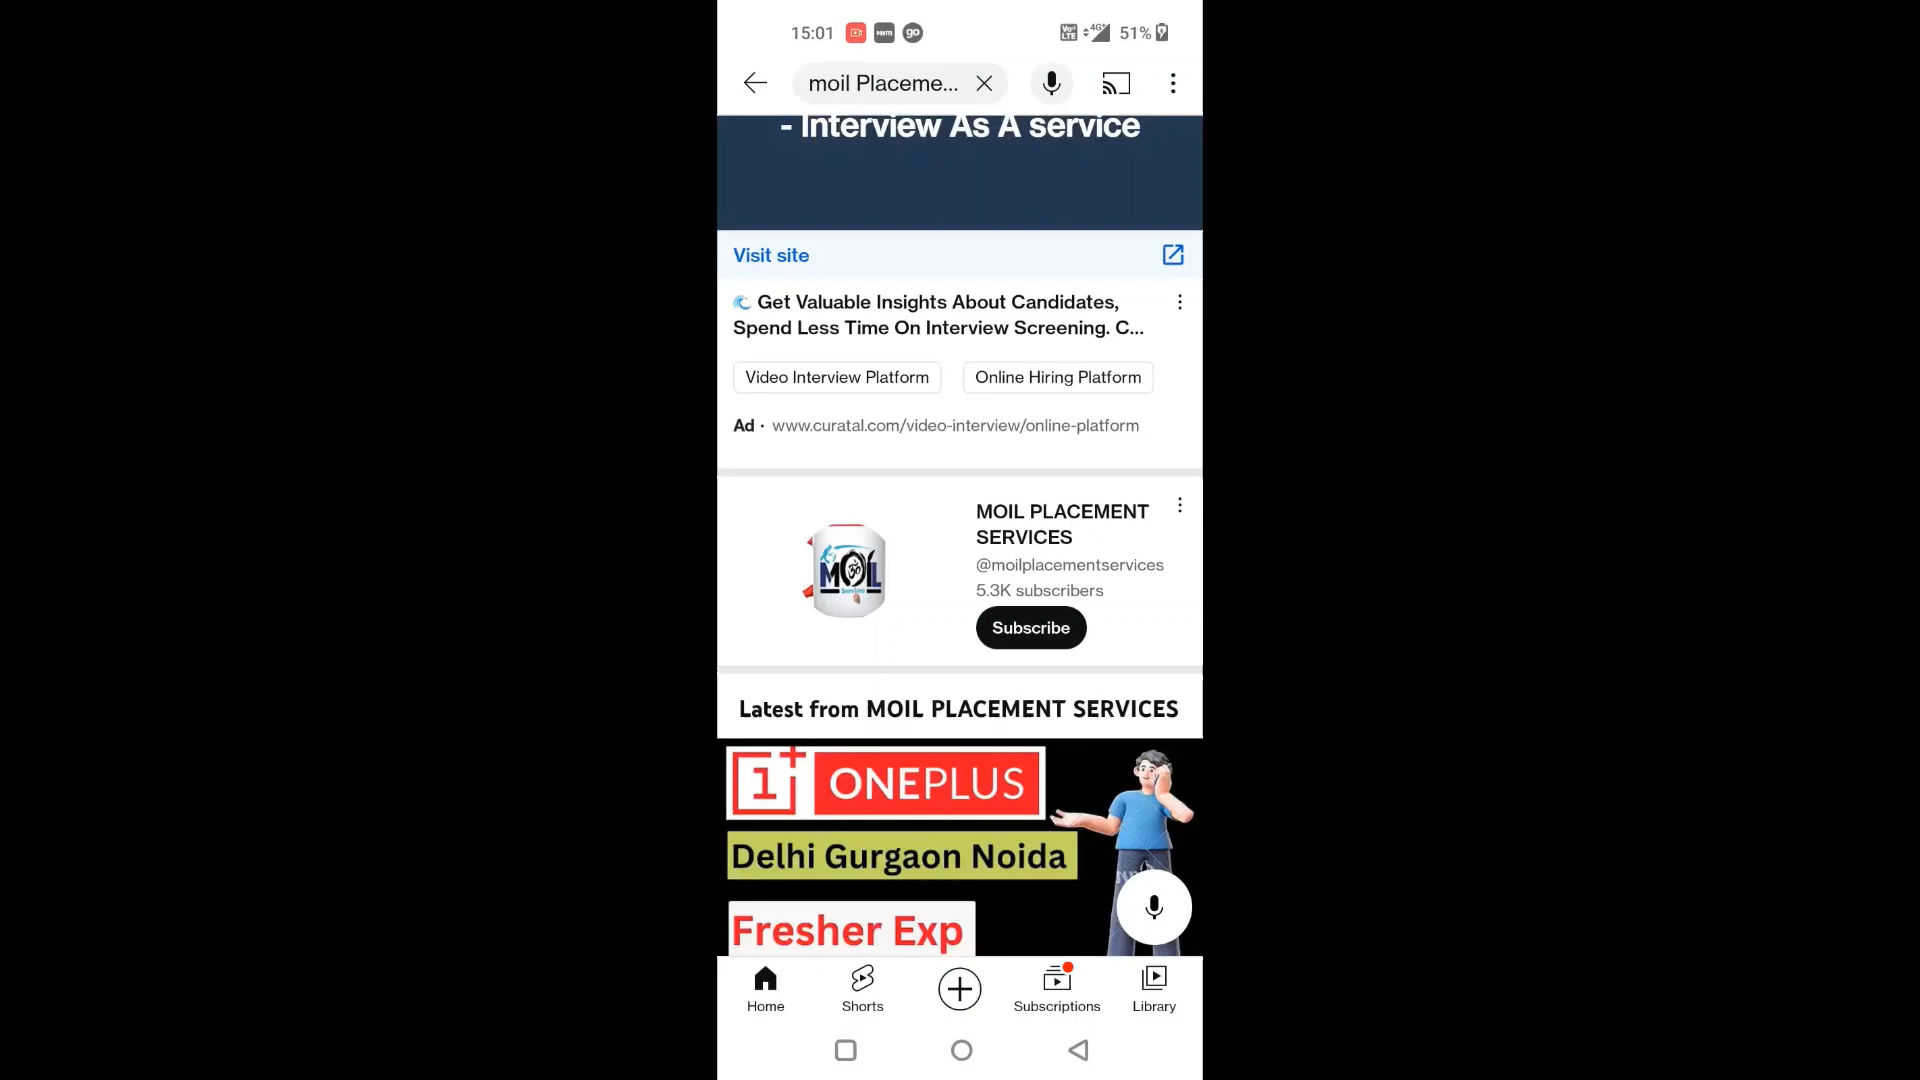 15:01
51%
moil Placeme...
- Interview As A service
Visit site
Get Valuable Insights About Candidates,
Spend Less Time On Interview Screening. C...
Video Interview Platform
Online Hiring Platform
Ad · www.curatal.com/video-interview/online-platform
MOIL PLACEMENT
SERVICES
@moilplacementservices
5.3K subscribers
Subscribe
MOIL
Services
Latest from MOIL PLACEMENT SERVICES
1+ ONEPLUS
Delhi Gurgaon Noida
Fresher Exp
Home
Shorts
Subscriptions
Library